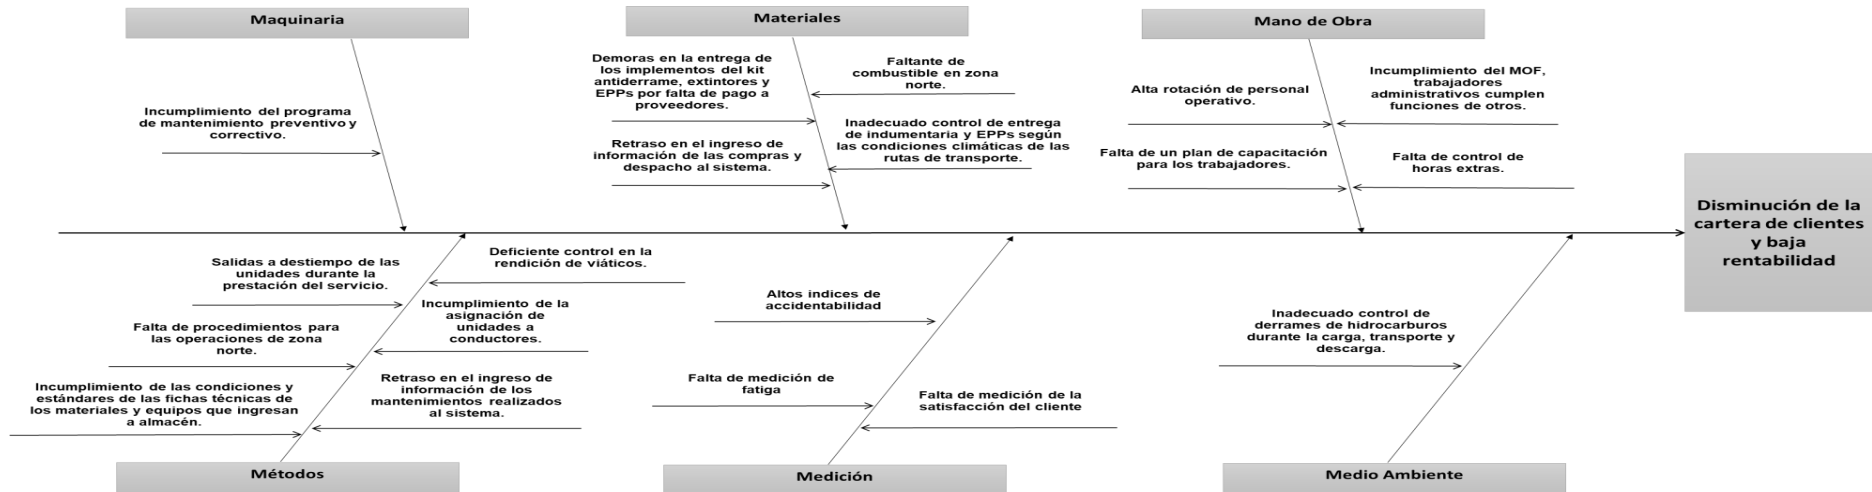 Maquinaria
Materiales
Mano de Obra
Incumplimiento del programa
de mantenimiento preventivo y
correctivo.
Demoras en la entrega de
los implementos del kit
antiderrame, extintores y
EPPs por falta de pago a
proveedores.
Retraso en el ingreso de
información de las compras y
despacho al sistema.
Faltante de
combustible en zona
norte.
Inadecuado control de entrega
de indumentaria y EPPs según
las condiciones climáticas de las
rutas de transporte.
Alta rotación de personal
operativo.
Falta de un plan de capacitación
para los trabajadores.
Incumplimiento del MOF,
trabajadores
administrativos cumplen
funciones de otros.
Falta de control de
horas extras.
Disminución de la
cartera de clientes
y baja
rentabilidad
Salidas a destiempo de las
unidades durante la
prestación del servicio.
Falta de procedimientos para
las operaciones de zona
norte.
Incumplimiento de las condiciones y
estándares de las fichas técnicas de
los materiales y equipos que ingresan
a almacén.
Deficiente control en la
rendición de viáticos.
Incumplimiento de la
asignación de
unidades a
conductores.
Retraso en el ingreso de
información de los
mantenimientos realizados
al sistema.
Altos indices de
accidentabilidad
Falta de medición de
fatiga
Falta de medición de la
satisfacción del cliente
Inadecuado control de
derrames de hidrocarburos
durante la carga, transporte y
descarga.
Métodos
Medición
Medio Ambiente